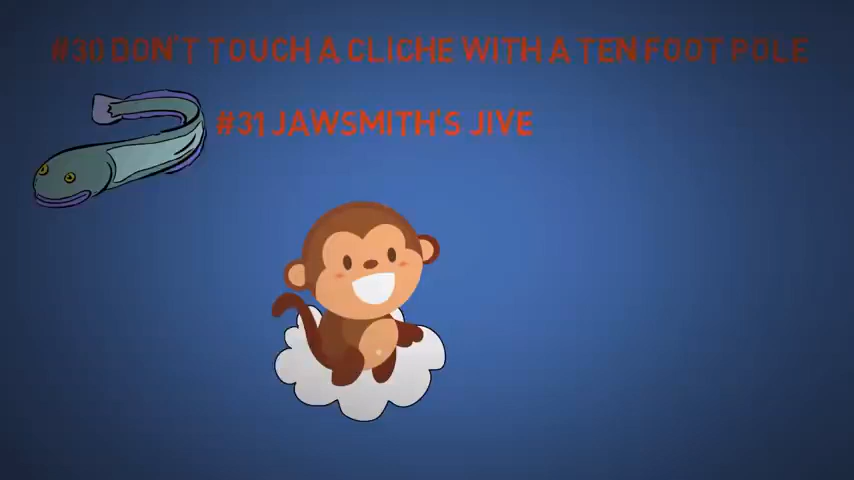 #30 DON'T TOUCH A CLICHE WITH A TEN FOOT POLE
#31 JAWSMITH'S JIVE